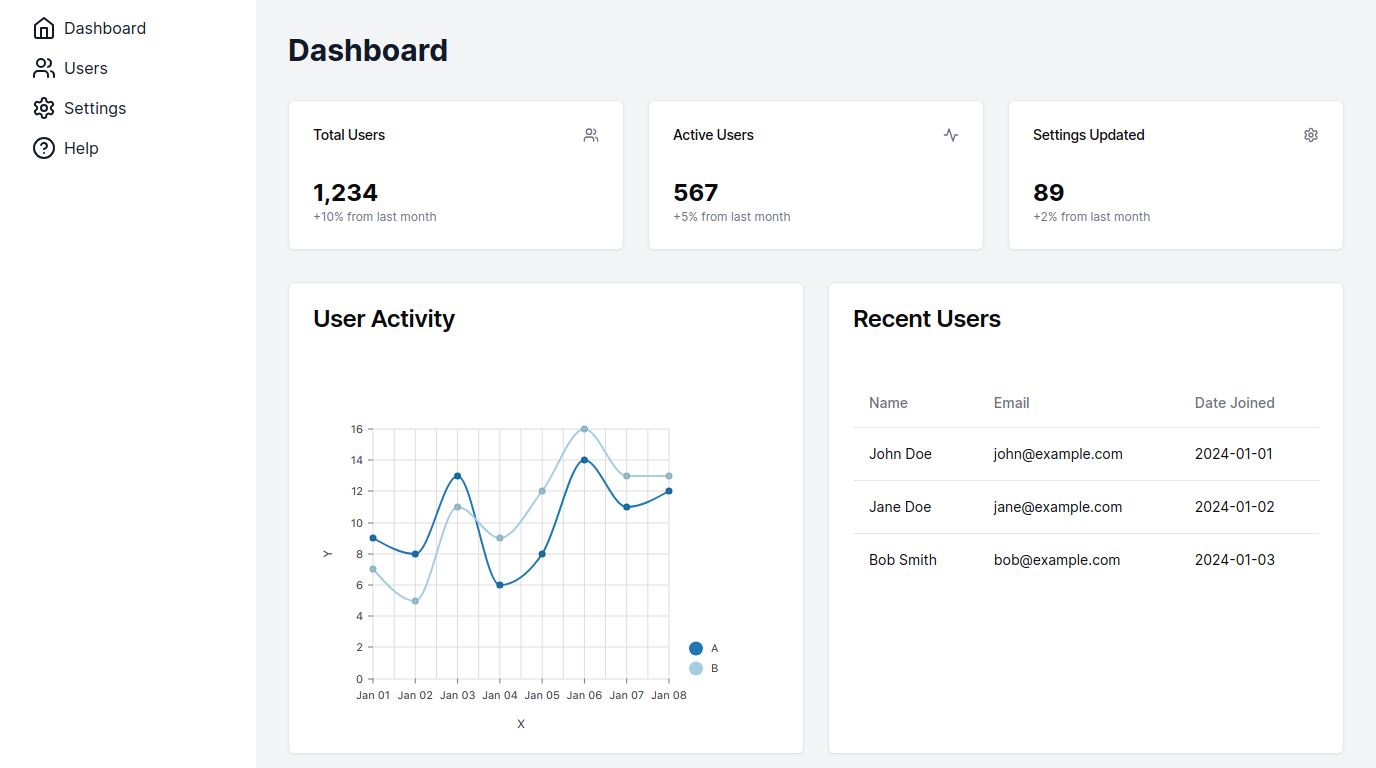 Dashboard
Users
Settings
Help
Dashboard
Total Users
1,234
+10% from last month
Active Users
567
+5% from last month
Settings Updated
89
+2% from last month
User Activity
16
14
12
10
8
6
4
2
0
Y
Jan 01 Jan 02 Jan 03 Jan 04 Jan 05 Jan 06 Jan 07 Jan 08
X
A
B
Recent Users
Name Email Date Joined
John Doe john@example.com 2024-01-01
Jane Doe jane@example.com 2024-01-02
Bob Smith bob@example.com 2024-01-03